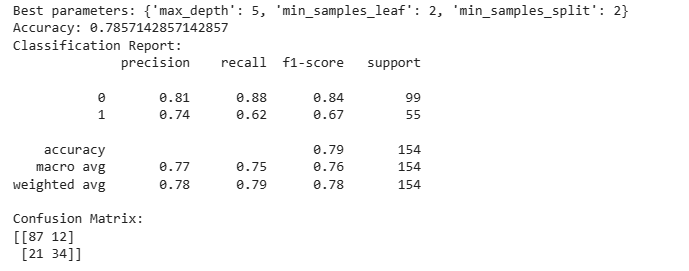 Best parameters: {'max_depth': 5, 'min_samples_leaf': 2, 'min_samples_split': 2}
Accuracy: 0.7857142857142857
Classification Report:
              precision    recall  f1-score   support

           0       0.81      0.88      0.84        99
           1       0.74      0.62      0.67        55

    accuracy                           0.79       154
   macro avg       0.77      0.75      0.76       154
weighted avg       0.78      0.79      0.78       154

Confusion Matrix:
[[87 12]
 [21 34]]